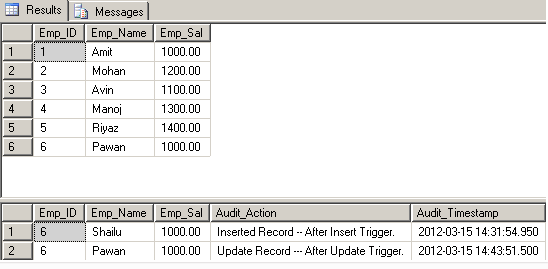 Results Messages
Emp_ID Emp_Name Emp_Sal
1 1 Amit 1000.00
2 2 Mohan 1200.00
3 3 Avin 1100.00
4 4 Manoj 1300.00
5 5 Riyaz 1400.00
6 6 Pawan 1000.00
Emp_ID Emp_Name Emp_Sal Audit_Action Audit_Timestamp
1 6 Shailu 1000.00 Inserted Record -- After Insert Trigger. 2012-03-15 14:31:54.950
2 6 Pawan 1000.00 Update Record --- After Update Trigger. 2012-03-15 14:43:51.500